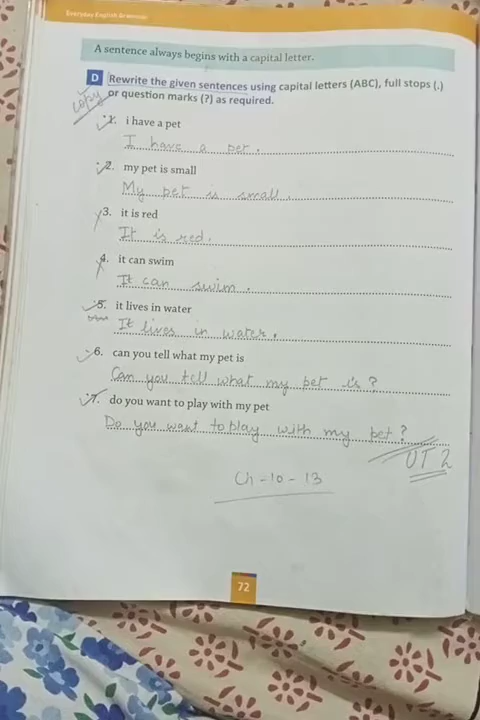 Everyday English Grammar
A sentence always begins with a capital letter.
D Rewrite the given sentences using capital letters (ABC), full stops (.)
copy or question marks (?) as required.
1. i have a pet
I have a pet.
2. my pet is small
My pet is small.
3. it is red
It is red.
4. it can swim
It can swim.
5. it lives in water
It lives in water.
6. can you tell what my pet is
Can you tell what my pet is?
7. do you want to play with my pet
Do you want to play with my pet?
UT 2
Ch - 10 - 13
72